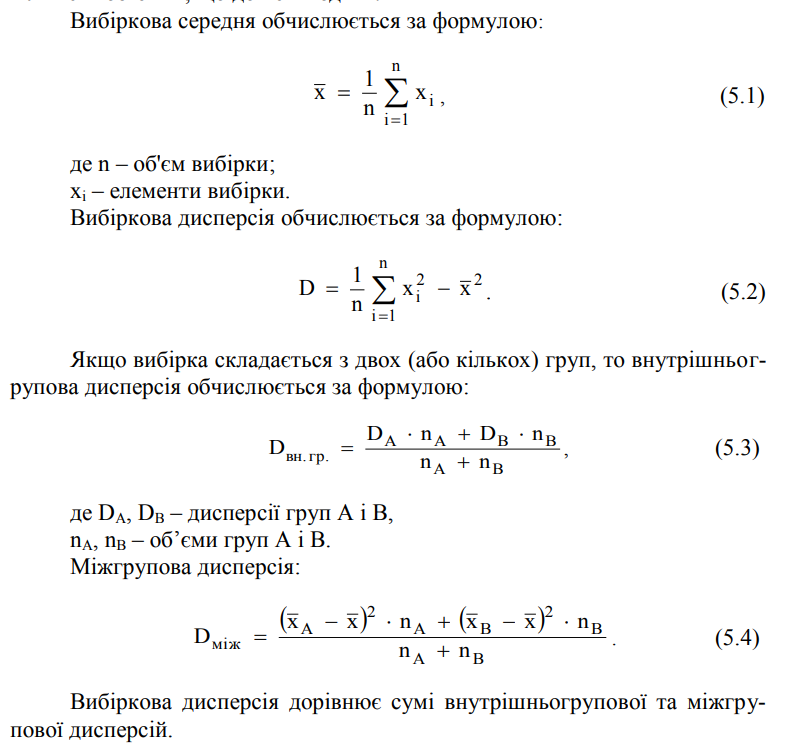 Вибіркова середня обчислюється за формулою:
x̅ = 1/n ∑_{i=1}^{n} x_i , (5.1)
де n – об'єм вибірки;
x_i – елементи вибірки.
Вибіркова дисперсія обчислюється за формулою:
D = 1/n ∑_{i=1}^{n} x_i^2 – x̅^2 . (5.2)
Якщо вибірка складається з двох (або кількох) груп, то внутрішньог-
рупова дисперсія обчислюється за формулою:
D_{вн. гр.} = (D_A · n_A + D_B · n_B) / (n_A + n_B) , (5.3)
де D_A, D_B – дисперсії груп А і В,
n_A, n_B – об’єми груп А і В.
Міжгрупова дисперсія:
D_{між} = ((x̅_A – x̅)^2 · n_A + (x̅_B – x̅)^2 · n_B) / (n_A + n_B) . (5.4)
Вибіркова дисперсія дорівнює сумі внутрішньогрупової та міжгру-
пової дисперсій.